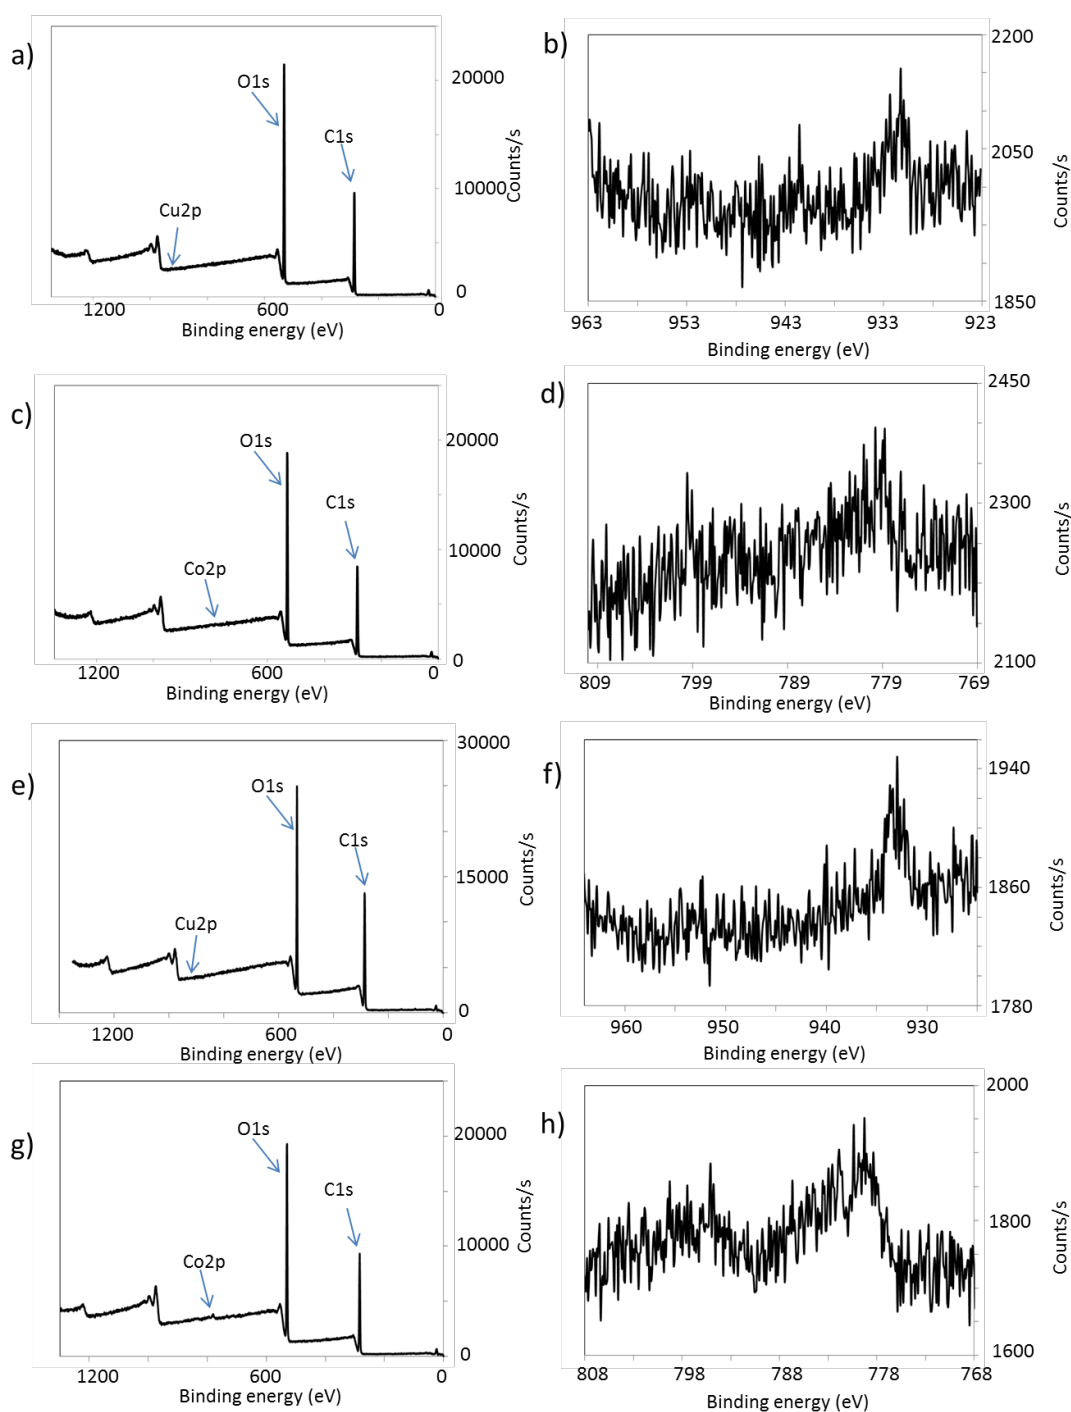 a)
O1s
C1s
Cu2p
20000
10000
0
Counts/s
1200
600
0
Binding energy (eV)
b)
2200
2050
1850
Counts/s
963
953
943
933
923
Binding energy (eV)
c)
O1s
C1s
Co2p
20000
10000
0
Counts/s
1200
600
0
Binding energy (eV)
d)
2450
2300
2100
Counts/s
809
799
789
779
769
Binding energy (eV)
e)
O1s
C1s
Cu2p
30000
15000
0
Counts/s
1200
600
0
Binding energy (eV)
f)
1940
1860
1780
Counts/s
960
950
940
930
Binding energy (eV)
g)
O1s
C1s
Co2p
20000
10000
0
Counts/s
1200
600
0
Binding energy (eV)
h)
2000
1800
1600
Counts/s
808
798
788
778
768
Binding energy (eV)